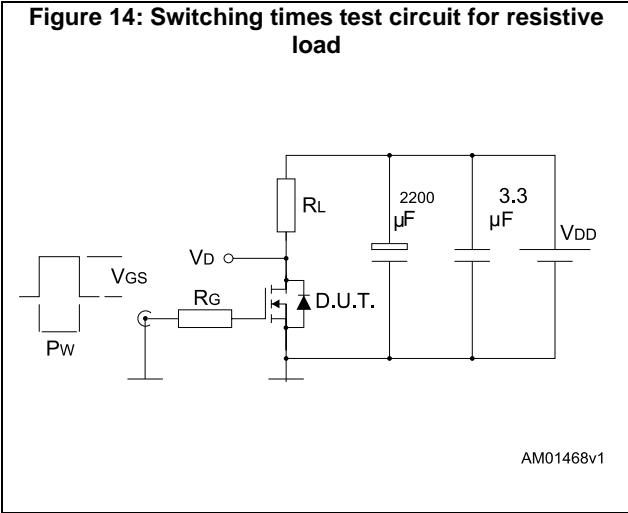 Figure 14: Switching times test circuit for resistive
load
2200
μF
3.3
μF
RL
VDD
VD
VGS
RG
D.U.T.
PW
AM01468v1